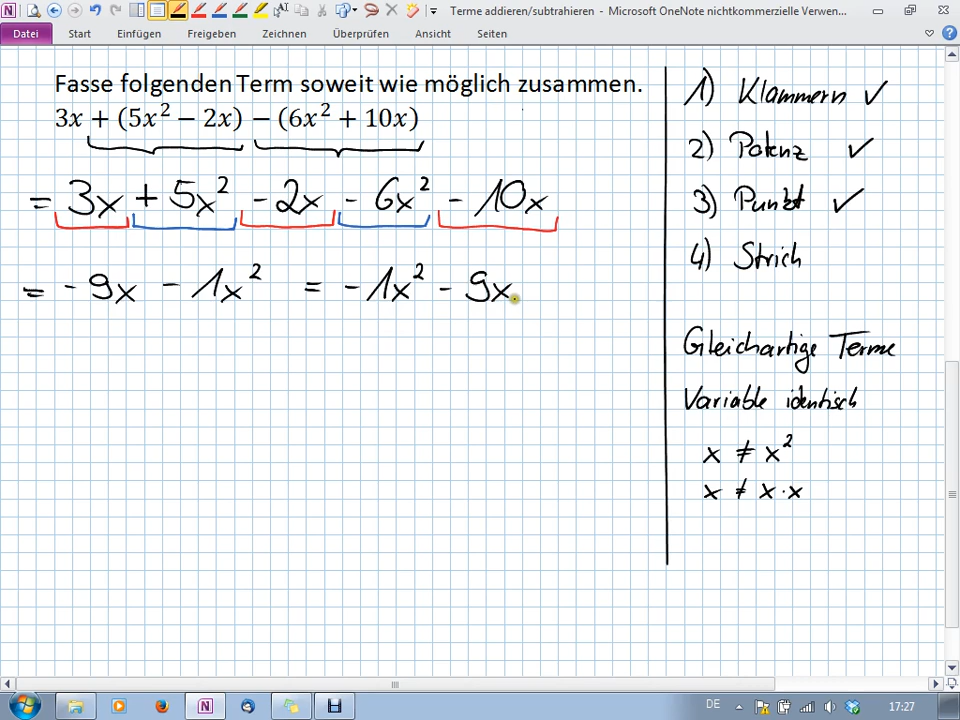 Terme addieren/subtrahieren - Microsoft OneNote nichtkommerzielle Verwen...
Datei Start Einfügen Freigeben Zeichnen Überprüfen Ansicht Seiten
Fasse folgenden Term soweit wie möglich zusammen.
3x + (5x² − 2x) − (6x² + 10x)
= 3x + 5x² - 2x - 6x² - 10x
= - 9x - 1x² = - 1x² - 9x
1) Klammern ✓
2) Potenz ✓
3) Punkt ✓
4) Strich
Gleichartige Terme
Variable identisch
x ≠ x²
x ≠ x · x
DE 17:27